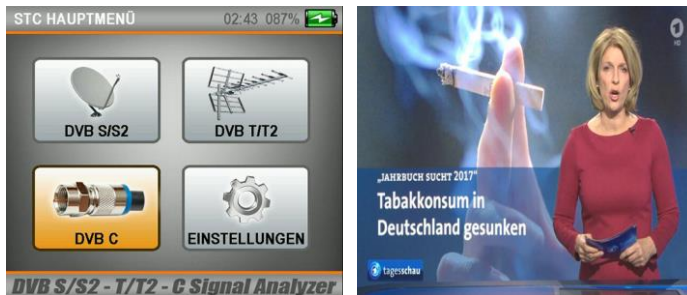 STC HAUPTMENÜ 02:43 087%
DVB S/S2
DVB T/T2
DVB C
EINSTELLUNGEN
DVB S/S2 - T/T2 - C Signal Analyzer
HD
„JAHRBUCH SUCHT 2017“
Tabakkonsum in
Deutschland gesunken
tagesschau